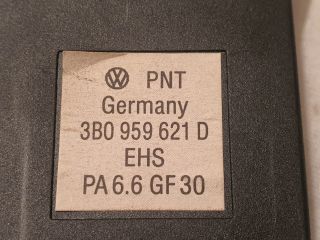 PNT
Germany
3B0 959 621 D
EHS
PA 6.6 GF 30